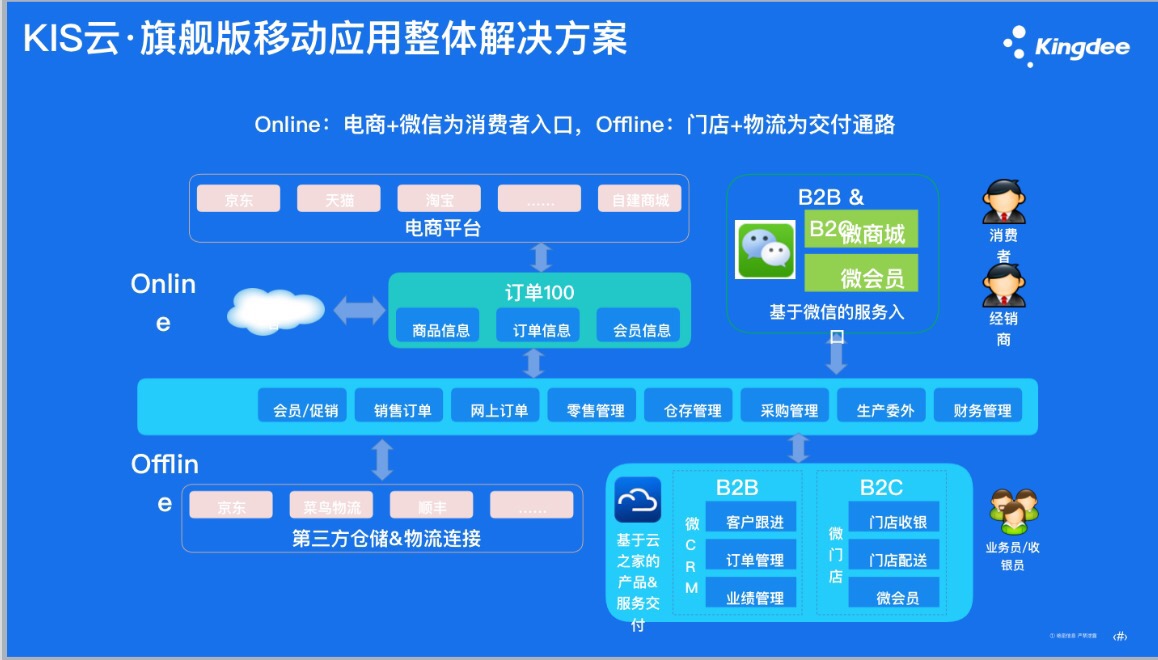 KIS云·旗舰版移动应用整体解决方案
Kingdee
Online：电商+微信为消费者入口，Offline：门店+物流为交付通路
京东
天猫
淘宝
……
自建商城
电商平台
B2B &
B2C
微商城
微会员
基于微信的服务入
口
消费
者
经销
商
Onlin
e
订单100
商品信息
订单信息
会员信息
会员/促销
销售订单
网上订单
零售管理
仓存管理
采购管理
生产委外
财务管理
Offlin
e
京东
菜鸟物流
顺丰
……
第三方仓储&物流连接
基于云
之家的
产品&
服务交
付
B2B
微
C
R
M
客户跟进
订单管理
业绩管理
B2C
微
门
店
门店收银
门店配送
微会员
业务员/收
银员
‹#›